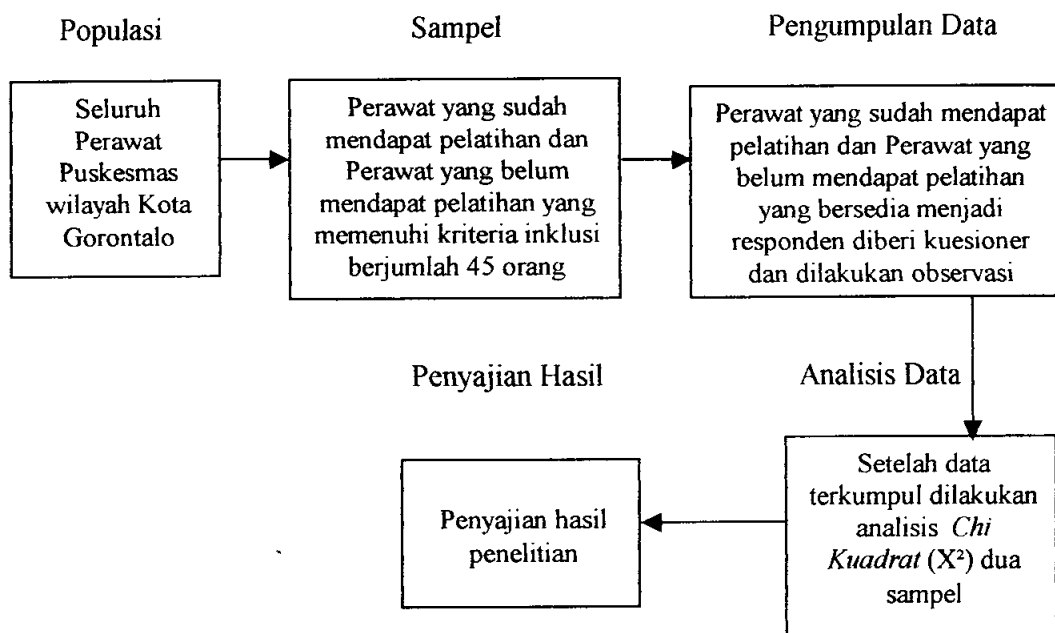 Populasi
Seluruh
Perawat
Puskesmas
wilayah Kota
Gorontalo
Sampel
Perawat yang sudah
mendapat pelatihan dan
Perawat yang belum
mendapat pelatihan yang
memenuhi kriteria inklusi
berjumlah 45 orang
Pengumpulan Data
Perawat yang sudah mendapat
pelatihan dan Perawat yang
belum mendapat pelatihan
yang bersedia menjadi
responden diberi kuesioner
dan dilakukan observasi
Analisis Data
Setelah data
terkumpul dilakukan
analisis Chi
Kuadrat (X²) dua
sampel
Penyajian Hasil
Penyajian hasil
penelitian